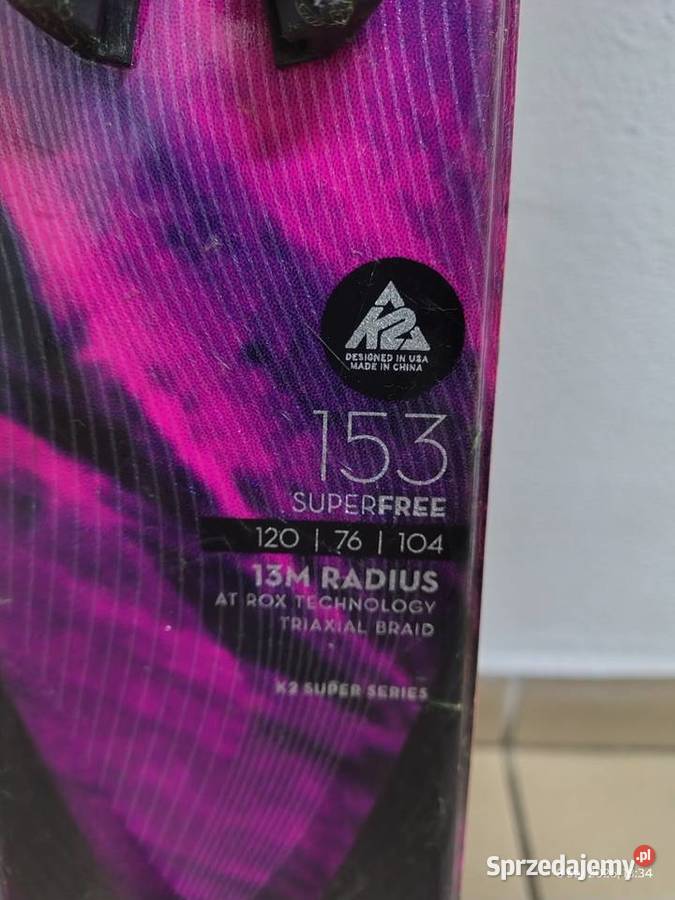 K2
DESIGNED IN USA
MADE IN CHINA
153
SUPERFREE
120 | 76 | 104
13M RADIUS
AT ROX TECHNOLOGY
TRIAXIAL BRAID
K2 SUPER SERIES
Sprzedajemy.pl